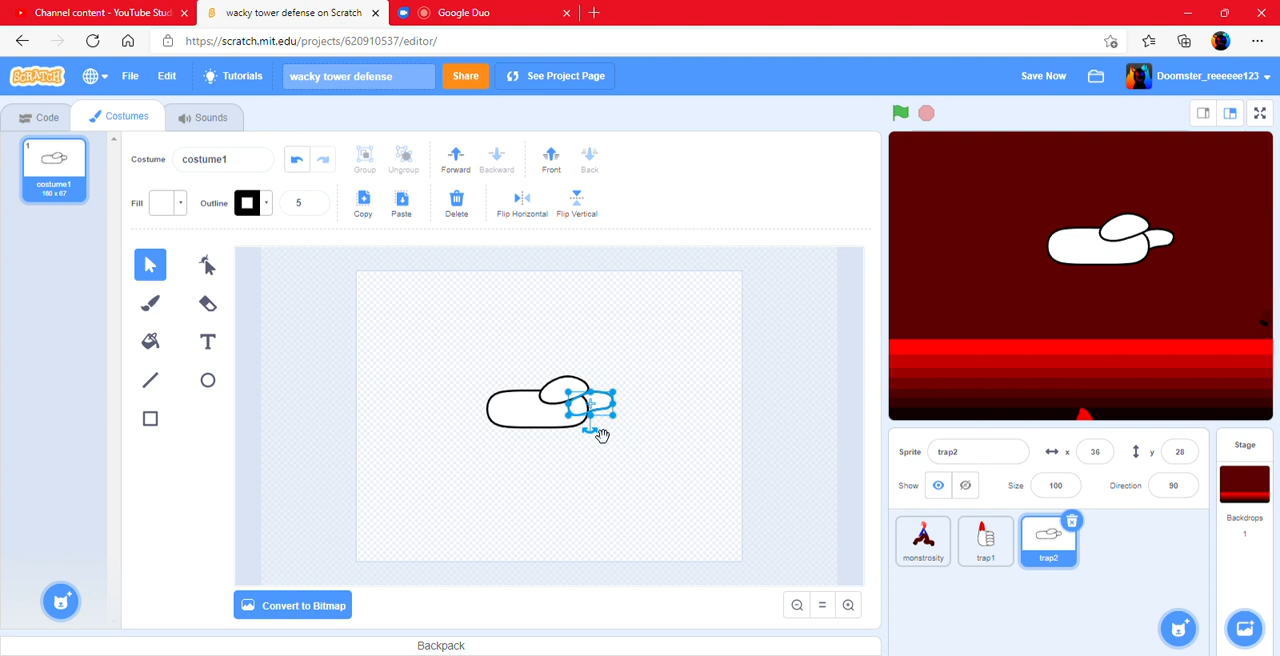 Channel content - YouTube Stud
wacky tower defense on Scratch
Google Duo
https://scratch.mit.edu/projects/620910537/editor/
SCRATCH
File
Edit
Tutorials
wacky tower defense
Share
See Project Page
Save Now
Doomster_reeeeee123
Code
Costumes
Sounds
1
costume1
160 x 67
Costume
costume1
Group
Ungroup
Forward
Backward
Front
Back
Fill
Outline
5
Copy
Paste
Delete
Flip Horizontal
Flip Vertical
Convert to Bitmap
Backpack
Sprite
trap2
x
36
y
28
Show
Size
100
Direction
90
monstrosity
trap1
trap2
Stage
Backdrops
1